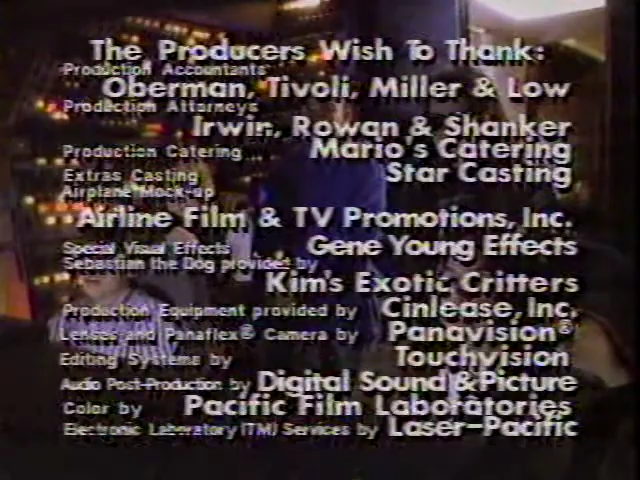 The Producers Wish To Thank:
Production Accountants
Oberman, Tivoli, Miller & Low
Production Attorneys
Irwin, Rowan & Shanker
Production Catering Mario's Catering
Extras Casting Star Casting
Airplane Mock-up
Airline Film & TV Promotions, Inc.
Special Visual Effects Gene Young Effects
Sebastian the Dog provided by
Kim's Exotic Critters
Production Equipment provided by Cinlease, Inc.
Lenses and Panaflex® Camera by Panavision®
Editing Systems by Touchvision
Audio Post-Production by Digital Sound & Picture
Color by Pacific Film Laboratories
Electronic Laboratory (TM) Services by Laser-Pacific